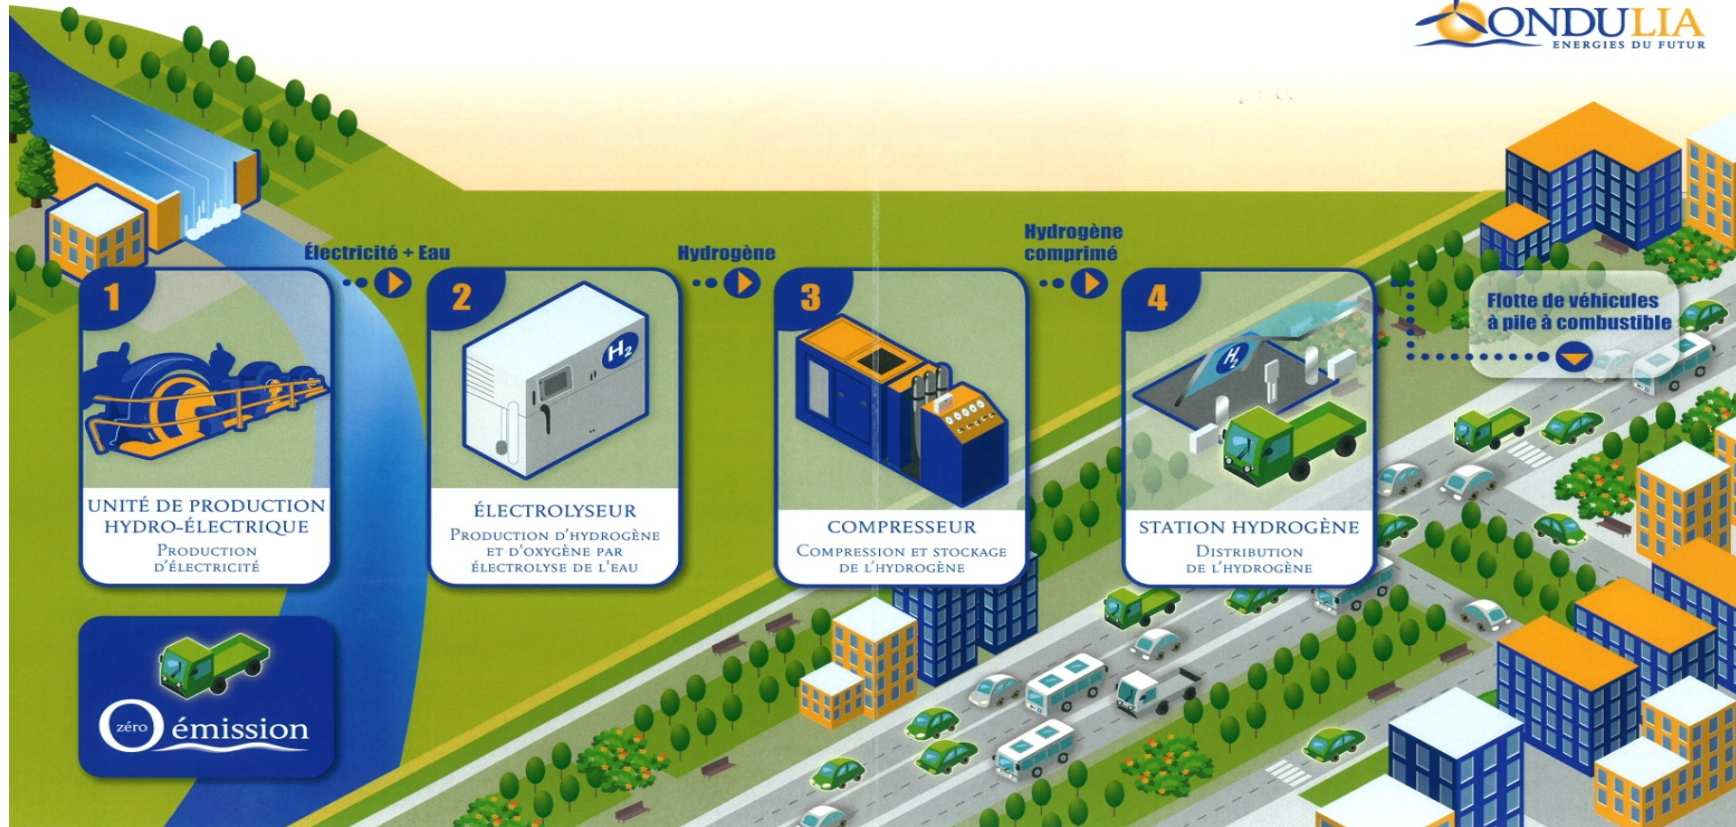 ONDULIA
ENERGIES DU FUTUR
Électricité + Eau
Hydrogène
Hydrogène
comprimé
Flotte de véhicules
à pile à combustible
1
UNITÉ DE PRODUCTION
HYDRO-ÉLECTRIQUE
PRODUCTION
D'ÉLECTRICITÉ
2
H2
ÉLECTROLYSEUR
PRODUCTION D'HYDROGÈNE
ET D'OXYGÈNE PAR
ÉLECTROLYSE DE L'EAU
3
COMPRESSEUR
COMPRESSION ET STOCKAGE
DE L'HYDROGÈNE
4
H2
STATION HYDROGÈNE
DISTRIBUTION
DE L'HYDROGÈNE
zéro
0 émission